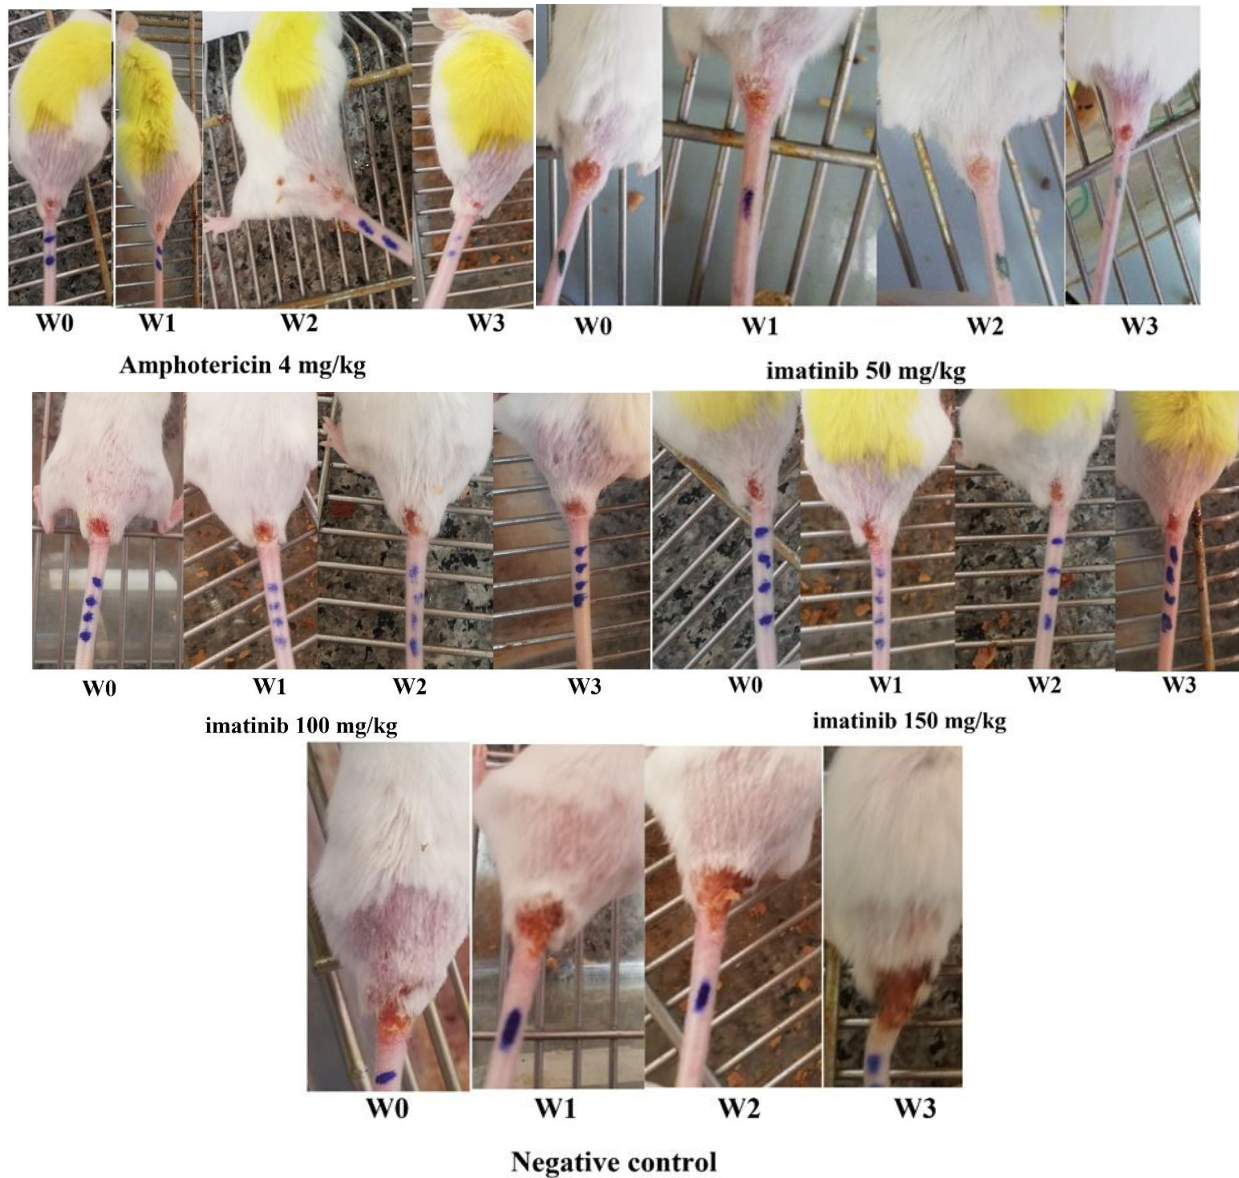 W0 W1 W2 W3 W0 W1 W2 W3
Amphotericin 4 mg/kg imatinib 50 mg/kg
W0 W1 W2 W3 W0 W1 W2 W3
imatinib 100 mg/kg imatinib 150 mg/kg
W0 W1 W2 W3
Negative control